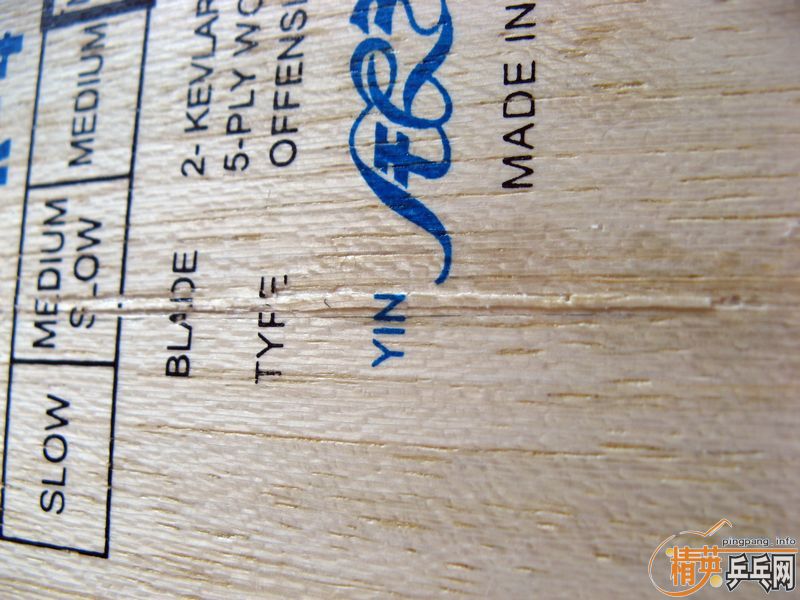 SLOW
MEDIUM
SLOW
MEDIUM
BLADE 2- KEVLAR
5-PLY WO
TYPE OFFENSI
YIN
MADE IN
pingpang.info
精英乒乓网